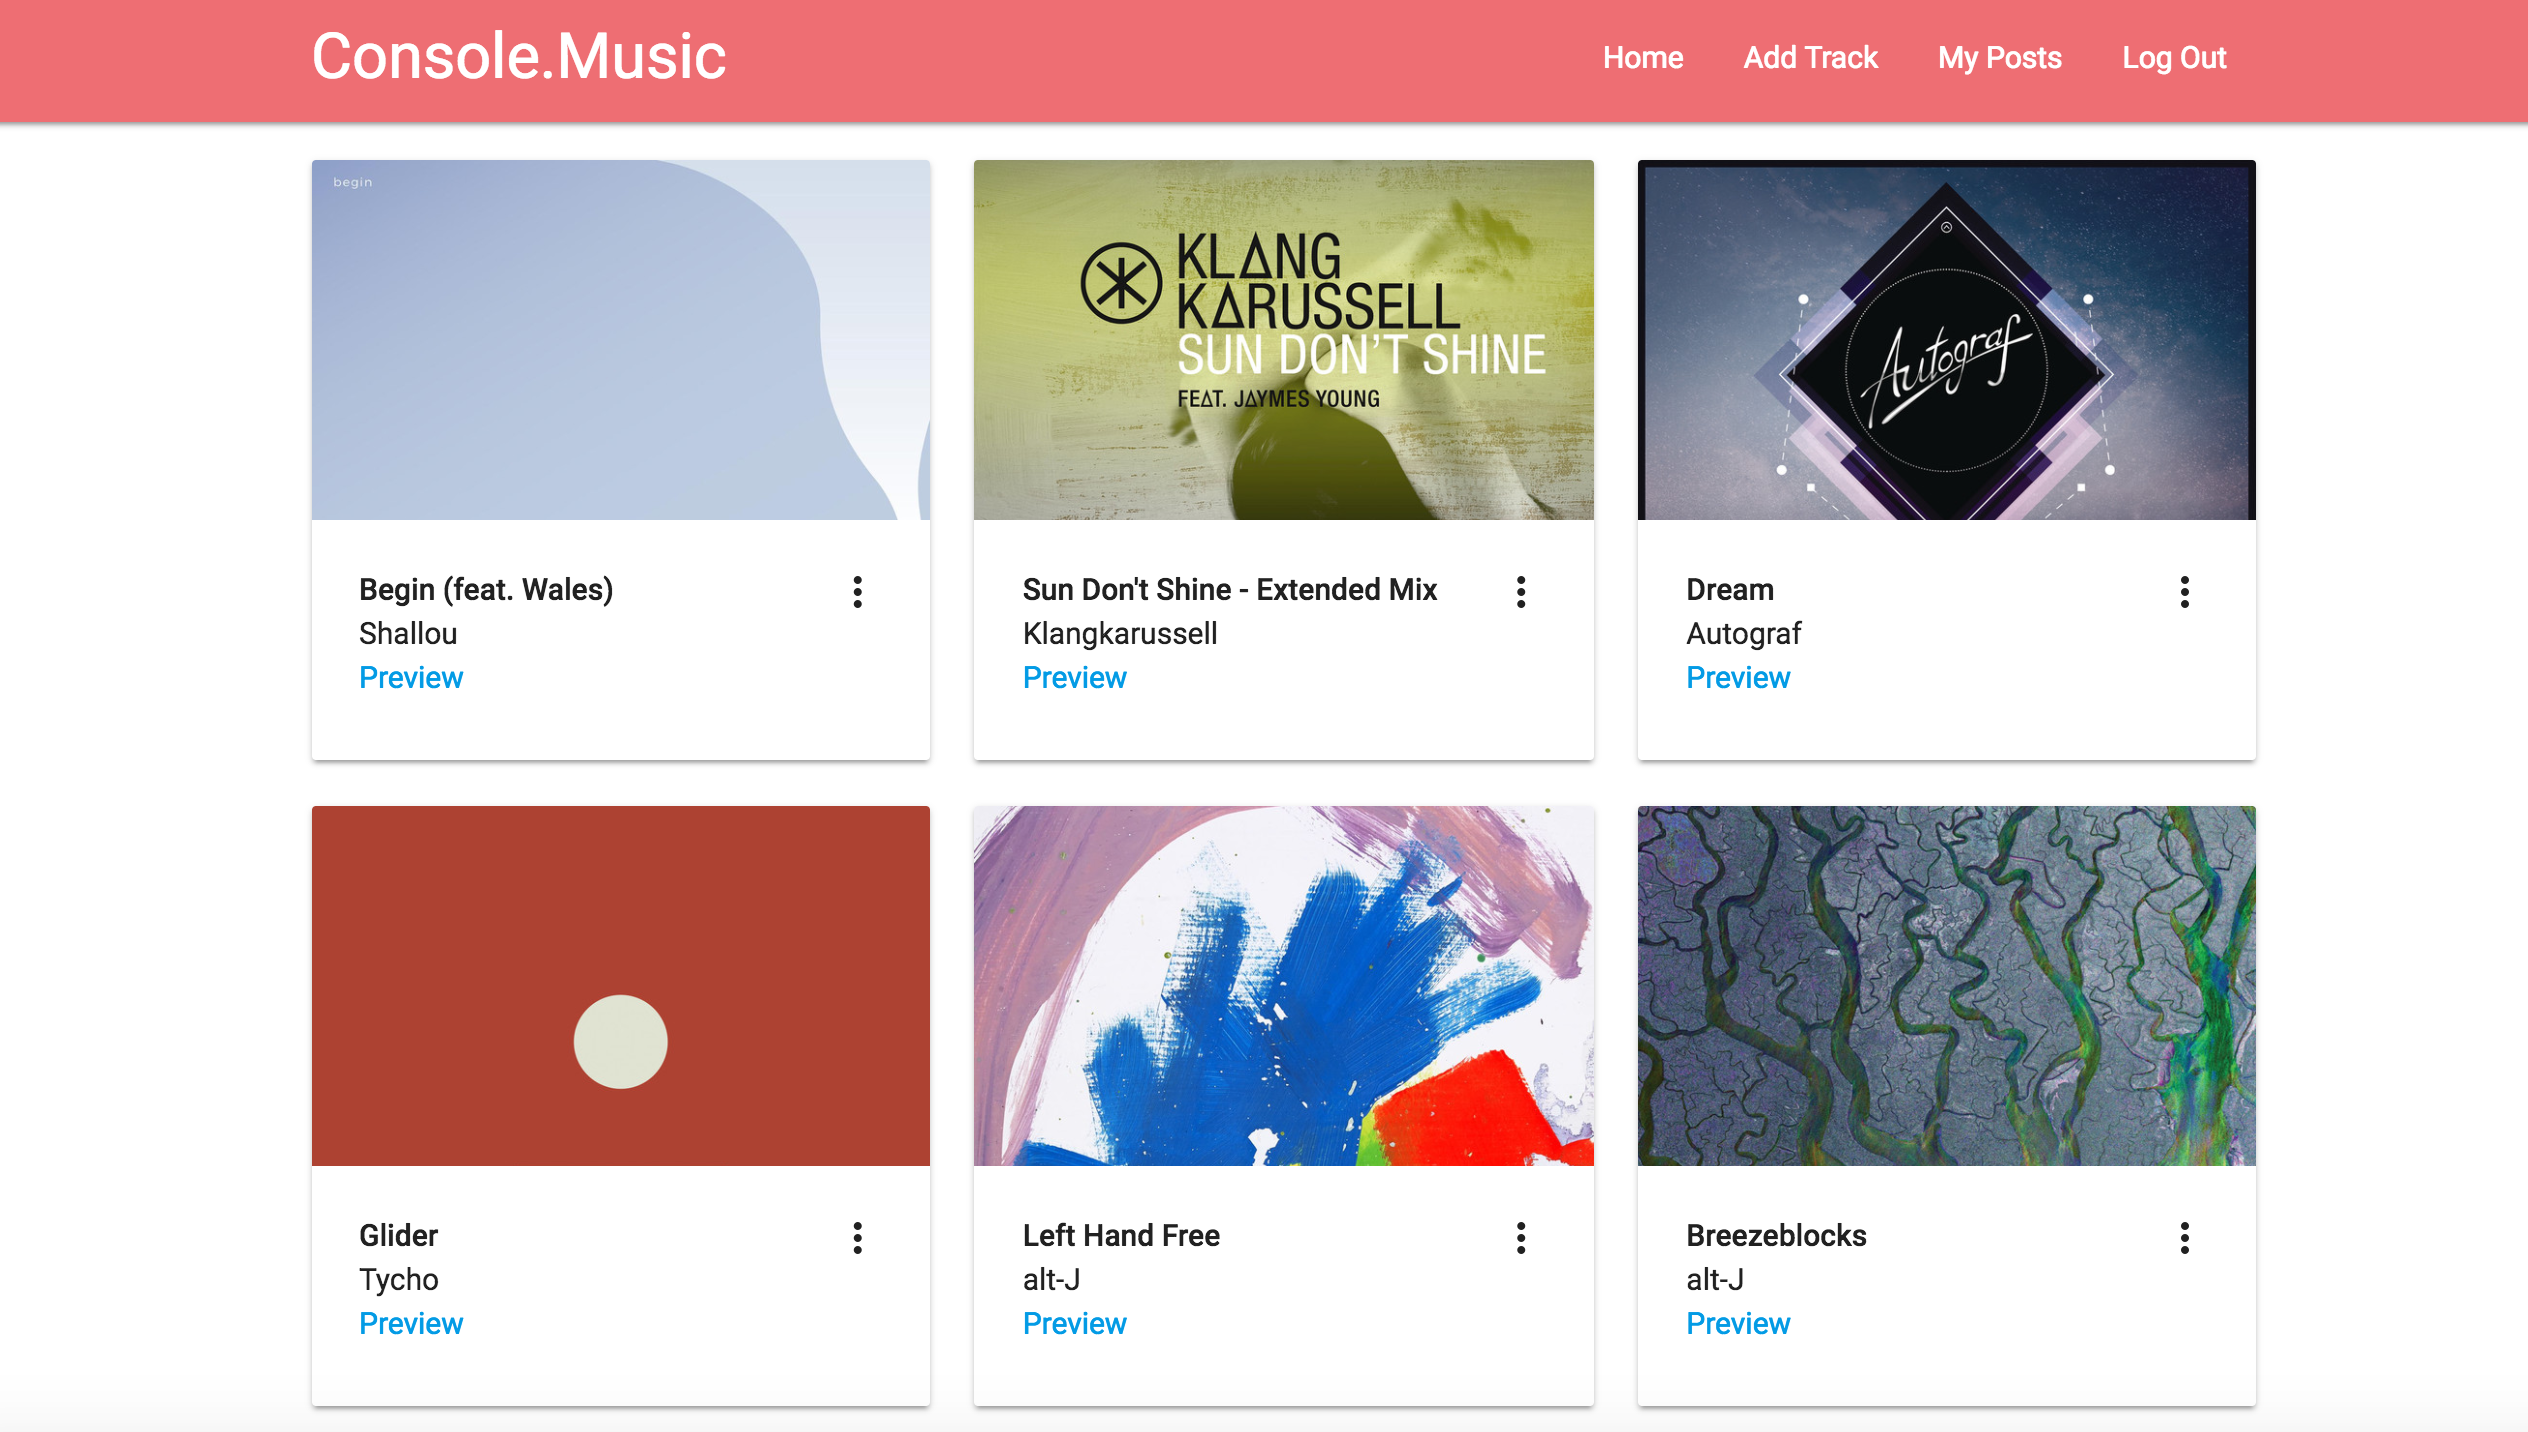 Console.Music
Home Add Track My Posts Log Out
begin
KLANG
KARUSSELL
SUN DON'T SHINE
FEAT. JAYMES YOUNG
Autograf
Begin (feat. Wales)
Shallou
Preview
Sun Don't Shine - Extended Mix
Klangkarussell
Preview
Dream
Autograf
Preview
Glider
Tycho
Preview
Left Hand Free
alt-J
Preview
Breezeblocks
alt-J
Preview